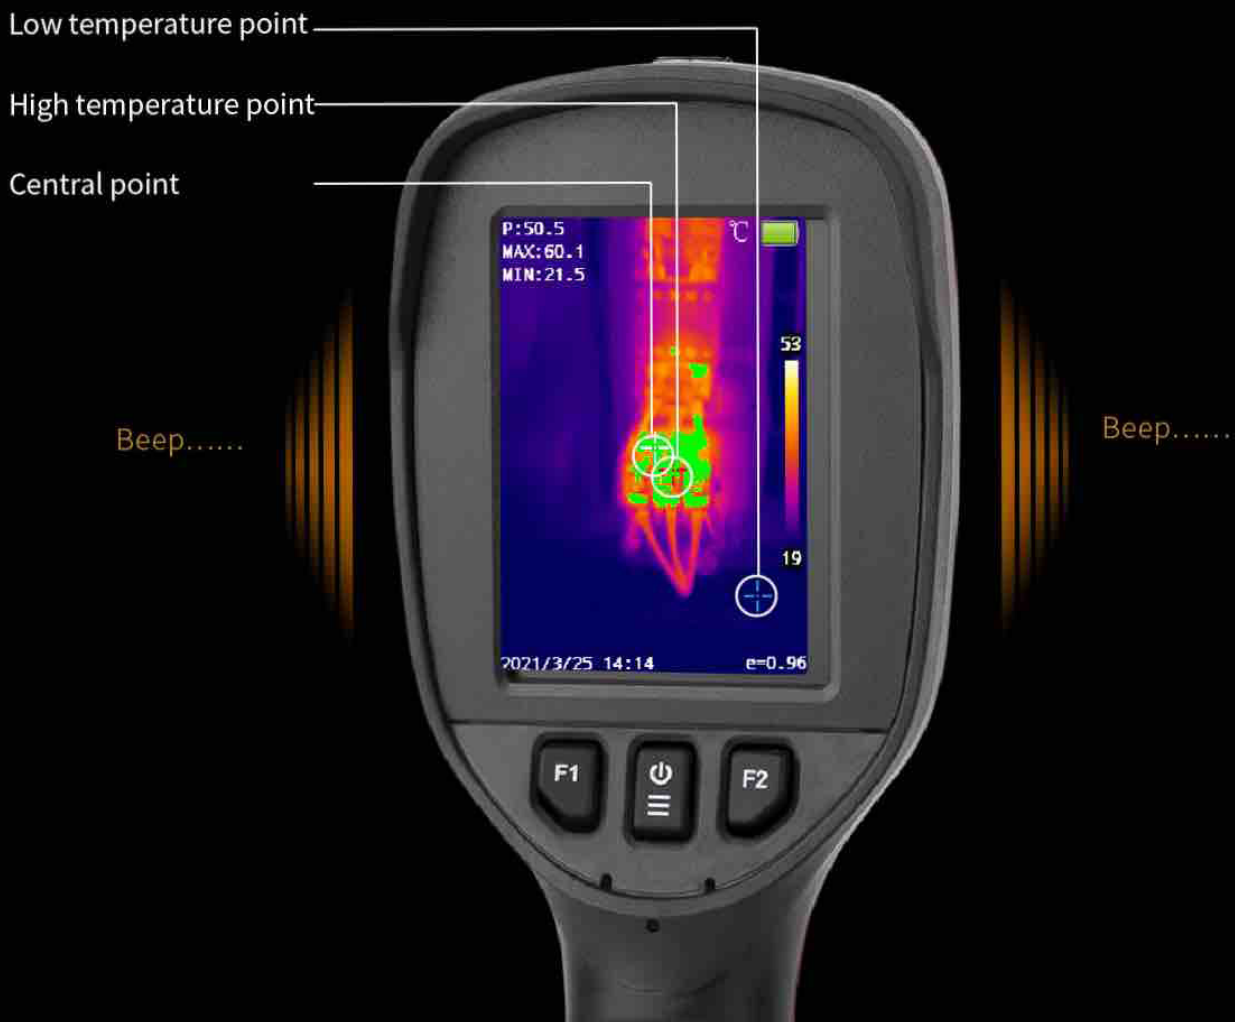 Low temperature point
High temperature point
Central point
P:50.5
℃
MAX:60.1
MIN:21.5
53
Beep......
Beep......
19
2021/3/25 14:14
e=0.96
F1
F2